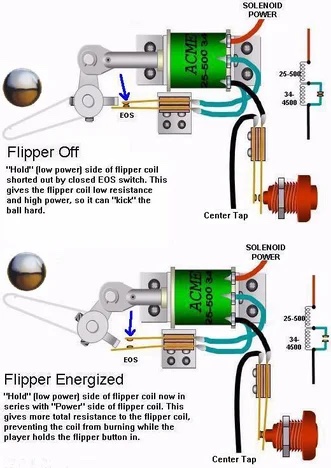 SOLENOID
POWER
ACME
25-500 34
25-500
34-
4500
EOS
Flipper Off
"Hold" (low power) side of flipper coil
shorted out by closed EOS switch. This
gives the flipper coil low resistance
and high power, so it can "kick" the
ball hard.
Center Tap
SOLENOID
POWER
ACME
25-500 34
25-500
34-
4500
EOS
Flipper Energized
"Hold" (low power) side of flipper coil now in
series with "Power" side of flipper coil. This
gives more total resistance to the flipper coil,
preventing the coil from burning while the
player holds the flipper button in.
Center Tap